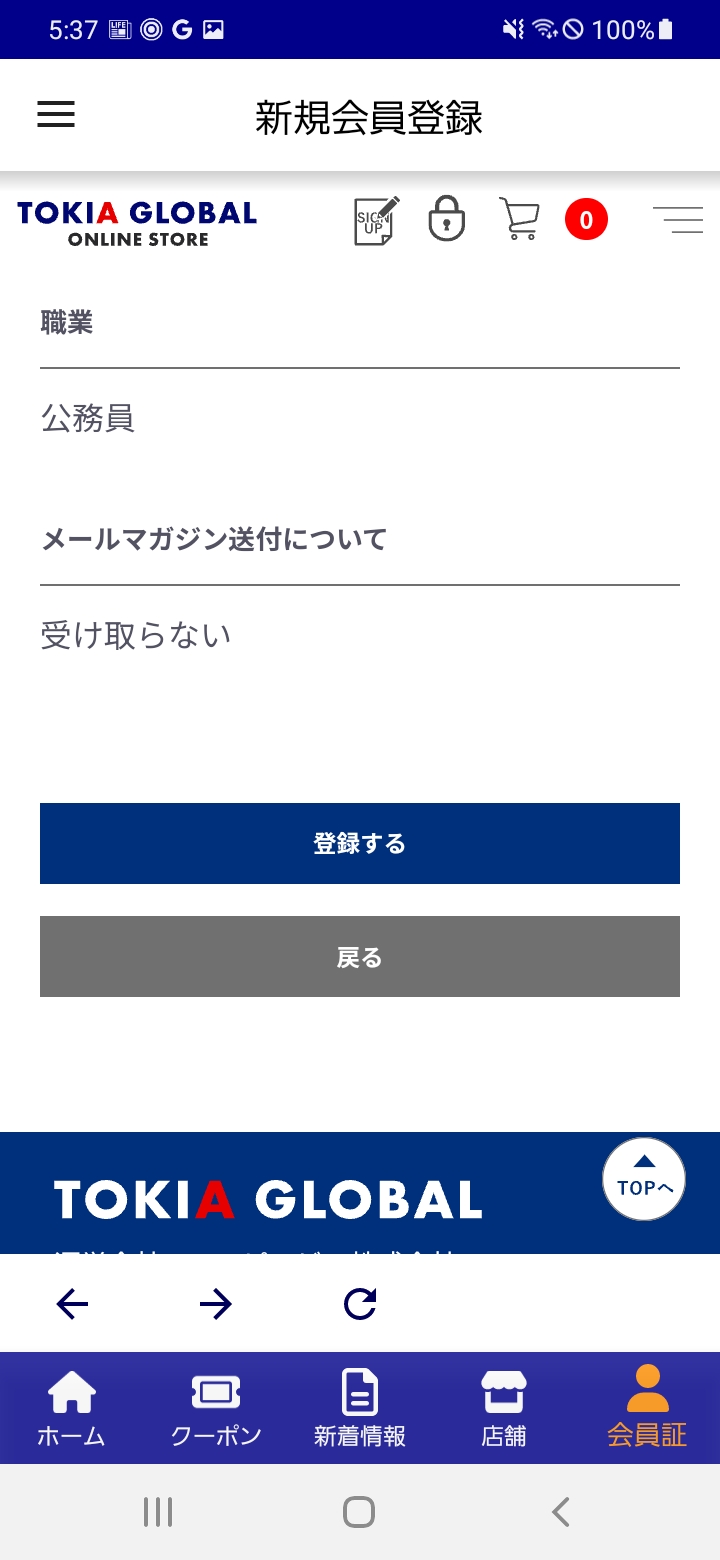 5:37
100%
新規会員登録
TOKIA GLOBAL
ONLINE STORE
SIGN
UP
0
職業
公務員
メールマガジン送付について
受け取らない
登録する
戻る
TOPへ
TOKIA GLOBAL
ホーム
クーポン
新着情報
店舗
会員証